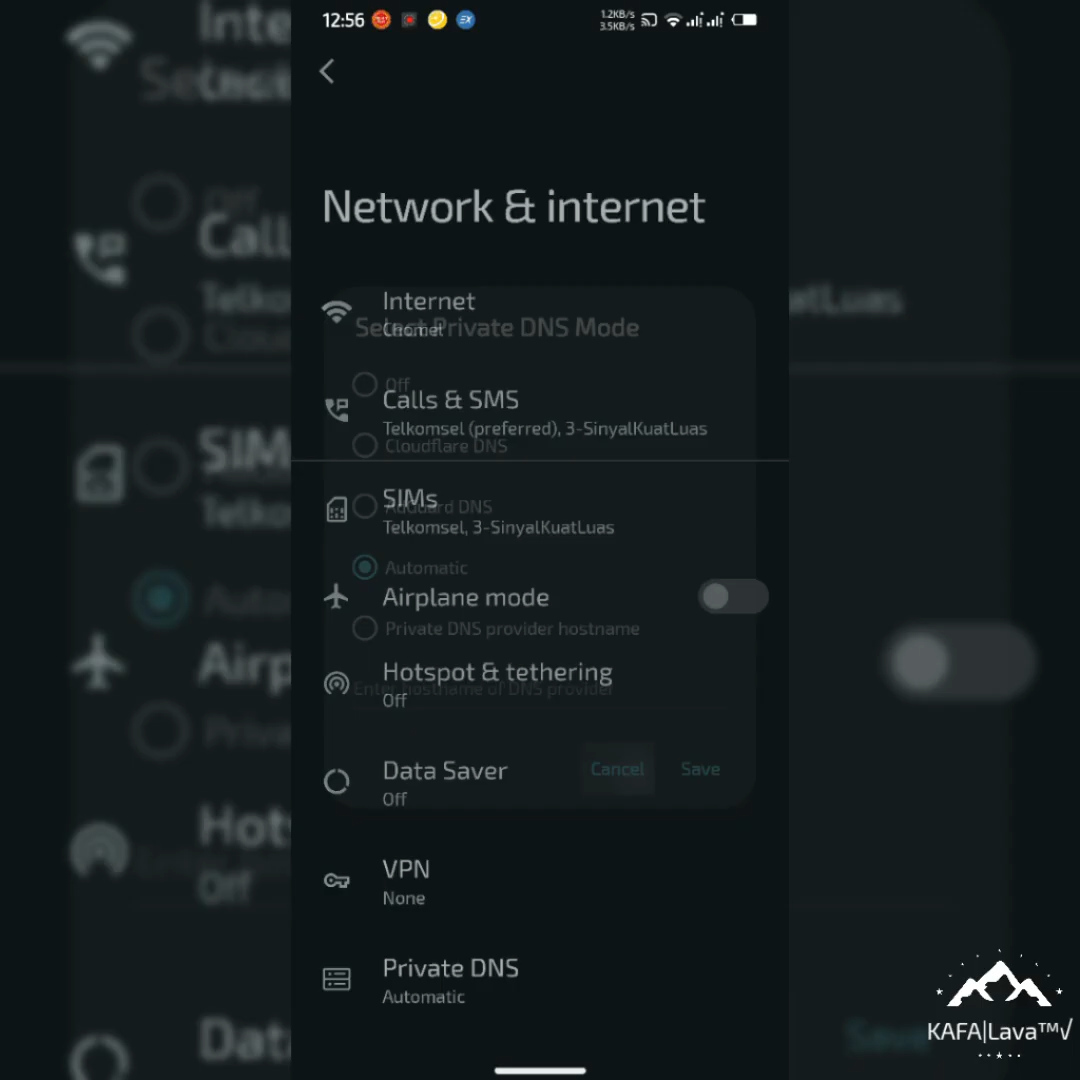 12:56
1.2KB/s
3.5KB/s
Network & internet
Internet
Select Private DNS Mode
Off
Calls & SMS
Telkomsel (preferred), 3-SinyalKuatLuas
Cloudflare DNS
SIMs
AdGuard DNS
Telkomsel, 3-SinyalKuatLuas
Automatic
Airplane mode
Private DNS provider hostname
Hotspot & tethering
Enter hostname of DNS provider
Off
Data Saver
Cancel
Save
Off
VPN
None
Private DNS
Automatic
KAFA|Lava™√